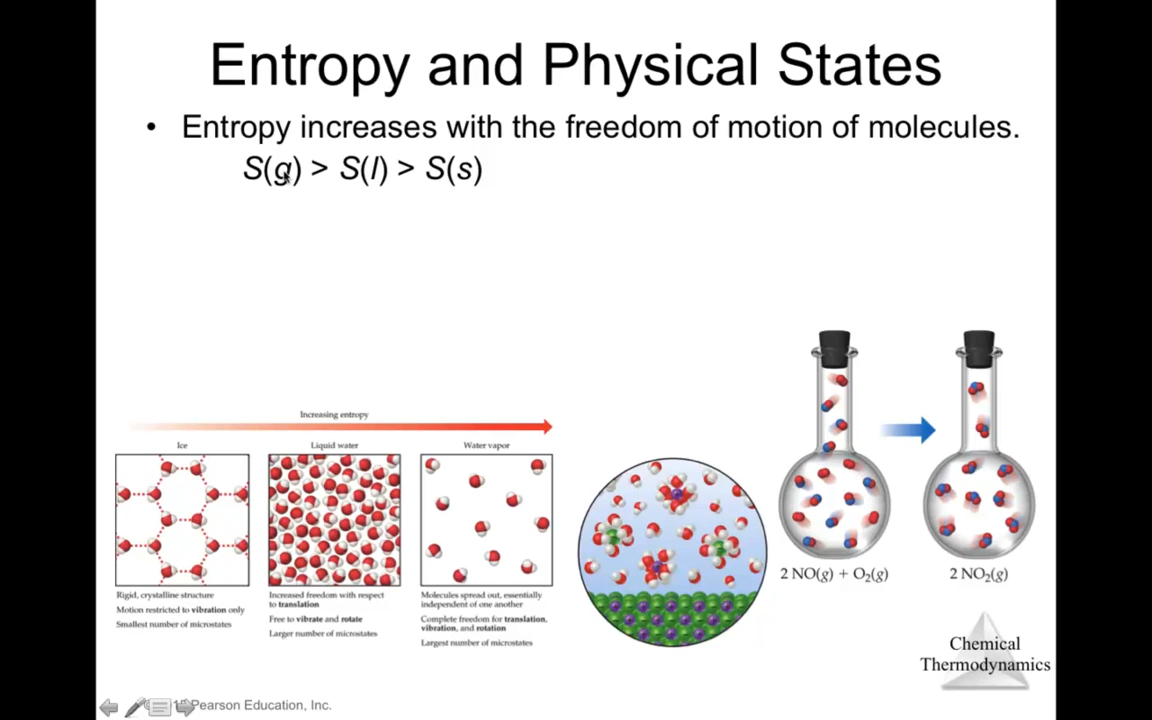 Entropy and Physical States
• Entropy increases with the freedom of motion of molecules.
S(g) > S(l) > S(s)
Increasing entropy
Ice
Liquid water
Water vapor
Rigid, crystalline structure
Motion restricted to vibration only
Smallest number of microstates
Increased freedom with respect
to translation
Free to vibrate and rotate
Larger number of microstates
Molecules spread out, essentially
independent of one another
Complete freedom for translation,
vibration, and rotation
Largest number of microstates
2 NO(g) + O₂(g)
2 NO₂(g)
Chemical
Thermodynamics
Pearson Education, Inc.